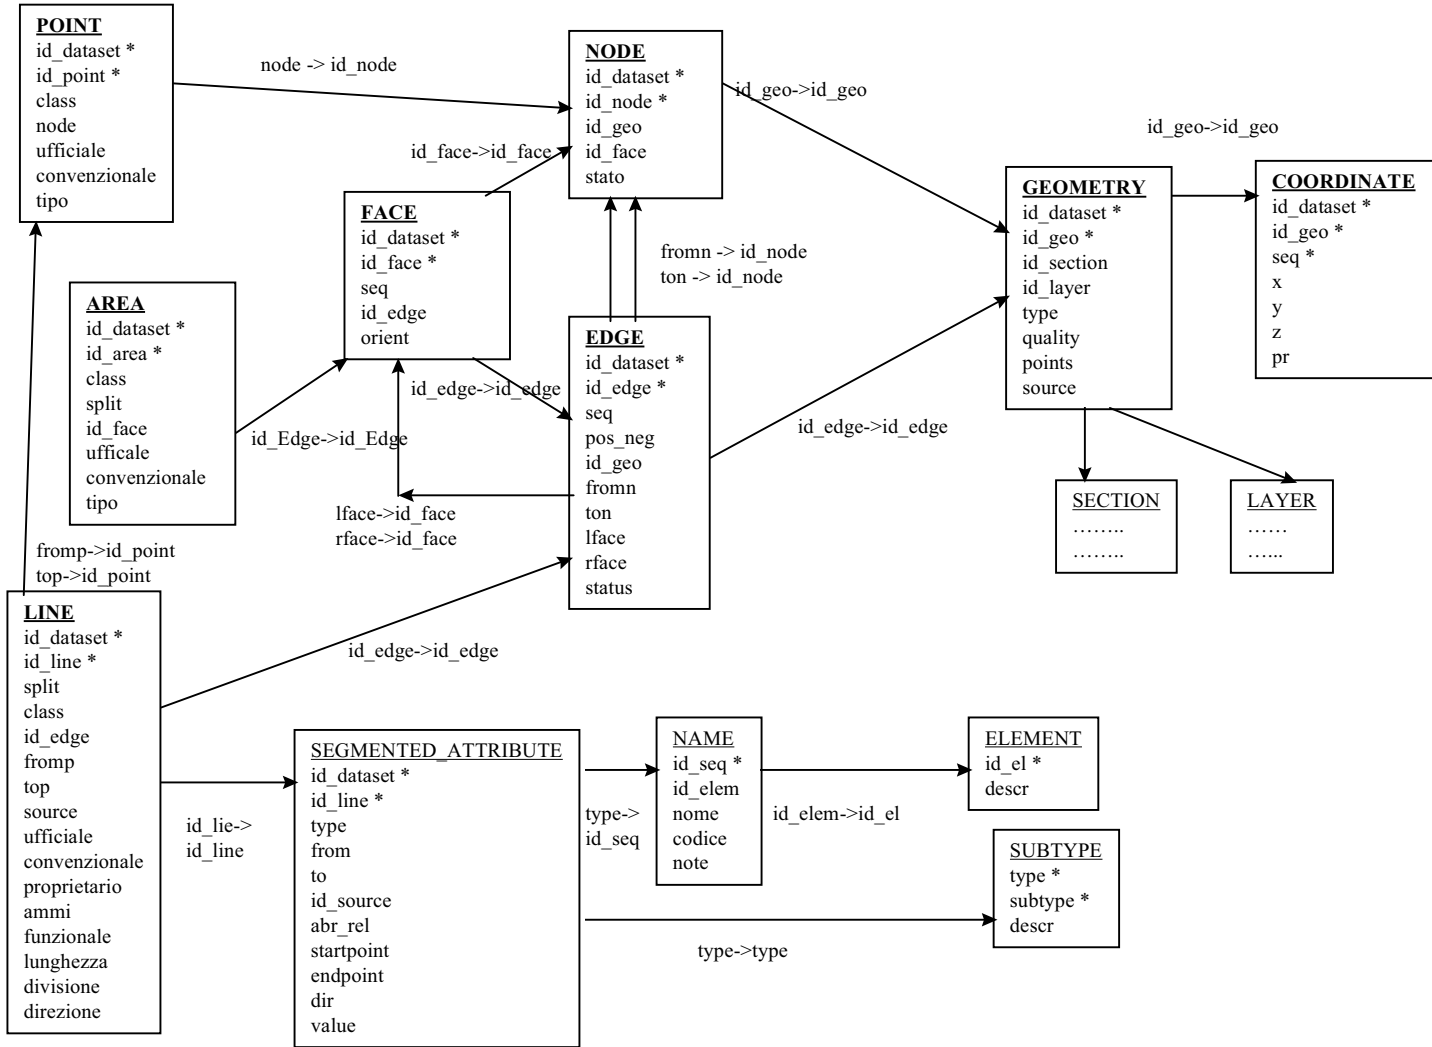 POINT
id_dataset *
id_point *
class
node
ufficiale
convenzionale
tipo
node -> id_node
NODE
id_dataset *
id_node *
id_geo
id_face
stato
id_geo->id_geo
id_geo->id_geo
id_face->id_face
FACE
id_dataset *
id_face *
seq
id_edge
orient
fromn -> id_node
ton -> id_node
GEOMETRY
id_dataset *
id_geo *
id_section
id_layer
type
quality
points
source
COORDINATE
id_dataset *
id_geo *
seq *
x
y
z
pr
AREA
id_dataset *
id_area *
class
split
id_face
ufficale
convenzionale
tipo
id_Edge->id_Edge
id_edge->id_edge
EDGE
id_dataset *
id_edge *
seq
pos_neg
id_geo
fromn
ton
lface
rface
status
id_edge->id_edge
lface->id_face
rface->id_face
SECTION
……..
……..
LAYER
……
…...
fromp->id_point
top->id_point
LINE
id_dataset *
id_line *
split
class
id_edge
fromp
top
source
ufficiale
convenzionale
proprietario
ammi
funzionale
lunghezza
divisione
direzione
id_edge->id_edge
id_lie->
id_line
SEGMENTED_ATTRIBUTE
id_dataset *
id_line *
type
from
to
id_source
abr_rel
startpoint
endpoint
dir
value
type->
id_seq
NAME
id_seq *
id_elem
nome
codice
note
id_elem->id_el
ELEMENT
id_el *
descr
type->type
SUBTYPE
type *
subtype *
descr